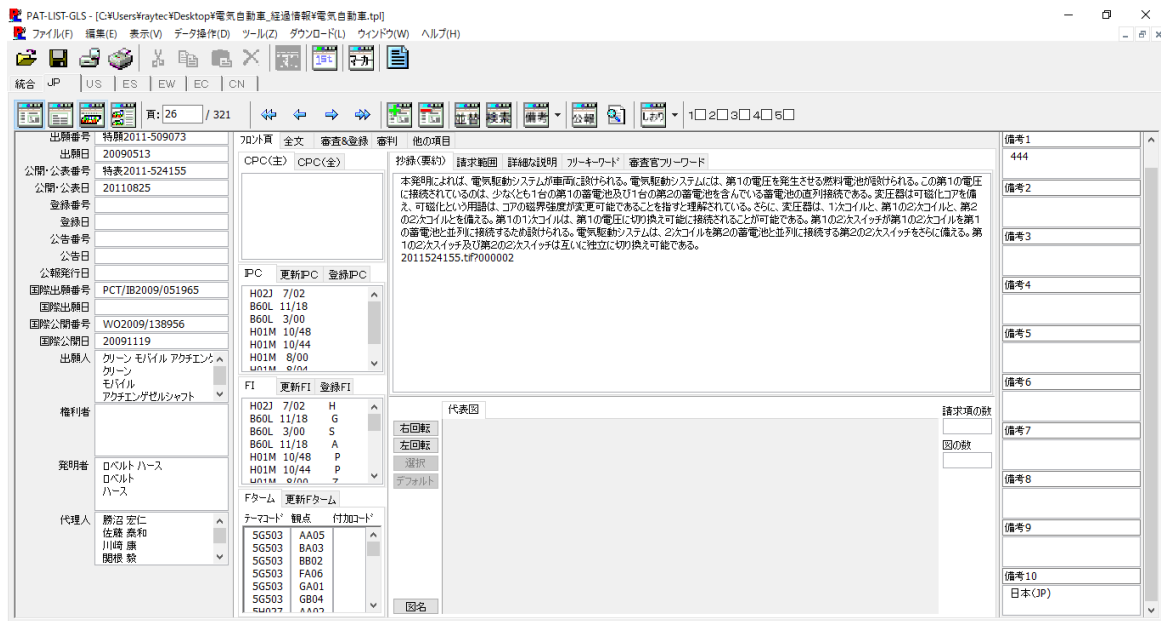 PAT-LIST-GLS - [C:¥Users¥raytec¥Desktop¥電気自動車_経過情報¥電気自動車.tpl]
ファイル(F) 編集(E) 表示(V) データ操作(D) ツール(Z) ダウンロード(L) ウィンドウ(W) ヘルプ(H)
統合 JP US ES EW EC CN
頁: 26 / 321 並替 検索 備考 公報 しおり 1 2 3 4 5
出願番号 特願2011-509073
出願日 20090513
公開・公表番号 特表2011-524155
公開・公表日 20110825
登録番号
登録日
公告番号
公告日
公報発行日
国際出願番号 PCT/IB2009/051965
国際出願日
国際公開番号 WO2009/138956
国際公開日 20091119
出願人 クリーン モバイル アクチエンゲ
クリーン
モバイル
アクチエンゲゼルシャフト
権利者
発明者 ロベルト ハース
ロベルト
ハース
代理人 勝沼 宏仁
佐藤 泰和
川崎 康
関根 毅
フロント頁 全文 審査&登録 審判 他の項目
CPC(主) CPC(全)
IPC 更新IPC 登録IPC
H02J 7/02
B60L 11/18
B60L 3/00
H01M 10/48
H01M 10/44
H01M 8/00
H01M 8/04
FI 更新FI 登録FI
H02J 7/02 H
B60L 11/18 G
B60L 3/00 S
B60L 11/18 A
H01M 10/48 P
H01M 10/44 P
H01M 8/00 Z
Fターム 更新Fターム
テーマコード 観点 付加コード
5G503 AA05
5G503 BA03
5G503 BB02
5G503 FA06
5G503 GA01
5G503 GB04
5H027 AA02
抄録(要約) 請求範囲 詳細な説明 フリーキーワード 審査官フリーワード
本発明によれば、電気駆動システムが車両に設けられる。電気駆動システムには、第1の電圧を発生させる燃料電池が設けられる。この第1の電圧
に接続されているのは、少なくとも1台の第1の蓄電池及び1台の第2の蓄電池を含んでいる蓄電池の直列接続である。変圧器は可磁化コアを備
え、可磁化という用語は、コアの磁界強度が変更可能であることを指すと理解されている。さらに、変圧器は、1次コイルと、第1の2次コイルと、第2
の2次コイルとを備える。第1の1次コイルは、第1の電圧に切り換え可能に接続されることが可能である。第1の2次スイッチが第1の2次コイルを第1
の蓄電池と並列に接続するため設けられる。電気駆動システムは、2次コイルを第2の蓄電池と並列に接続する第2の2次スイッチをさらに備える。第
1の2次スイッチ及び第2の2次スイッチは互いに独立に切り換え可能である。
2011524155.tif?000002
代表図
右回転
左回転
選択
デフォルト
図名
請求項の数
図の数
備考1
444
備考2
備考3
備考4
備考5
備考6
備考7
備考8
備考9
備考10
日本(JP)